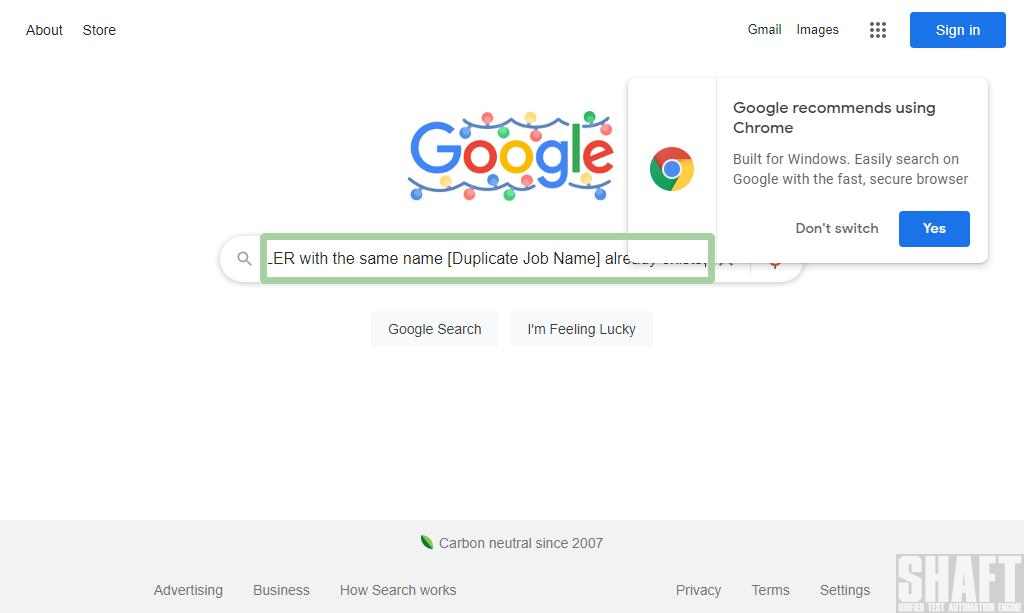 About Store
Gmail Images
Sign in
Google
Google recommends using
Chrome
Built for Windows. Easily search on
Google with the fast, secure browser
Don't switch
Yes
LER with the same name [Duplicate Job Name] already exists
Google Search
I'm Feeling Lucky
Carbon neutral since 2007
Advertising Business How Search works
Privacy Terms Settings
SHAFT
UNIFIED TEST AUTOMATION ENGINE